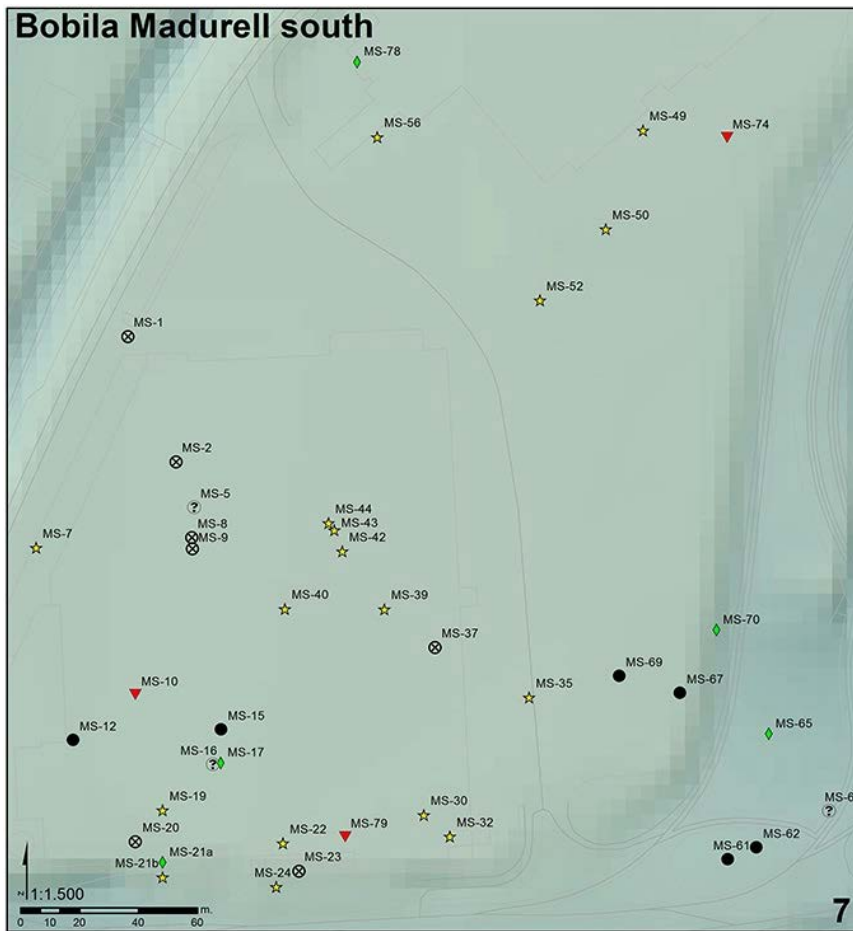 Bobila Madurell south
MS-78
MS-56
MS-49
MS-74
MS-50
MS-52
MS-1
MS-2
MS-5
?
MS-44
MS-8
MS-43
MS-7
MS-9
MS-42
MS-40
MS-39
MS-37
MS-70
MS-69
MS-10
MS-67
MS-35
MS-12
MS-15
MS-65
MS-16
?
MS-17
MS-19
MS-6
?
MS-30
MS-20
MS-22
MS-79
MS-32
MS-62
MS-61
MS-21a
MS-21b
MS-23
MS-24
z
1:1.500
0 10 20 40 60 m.
7